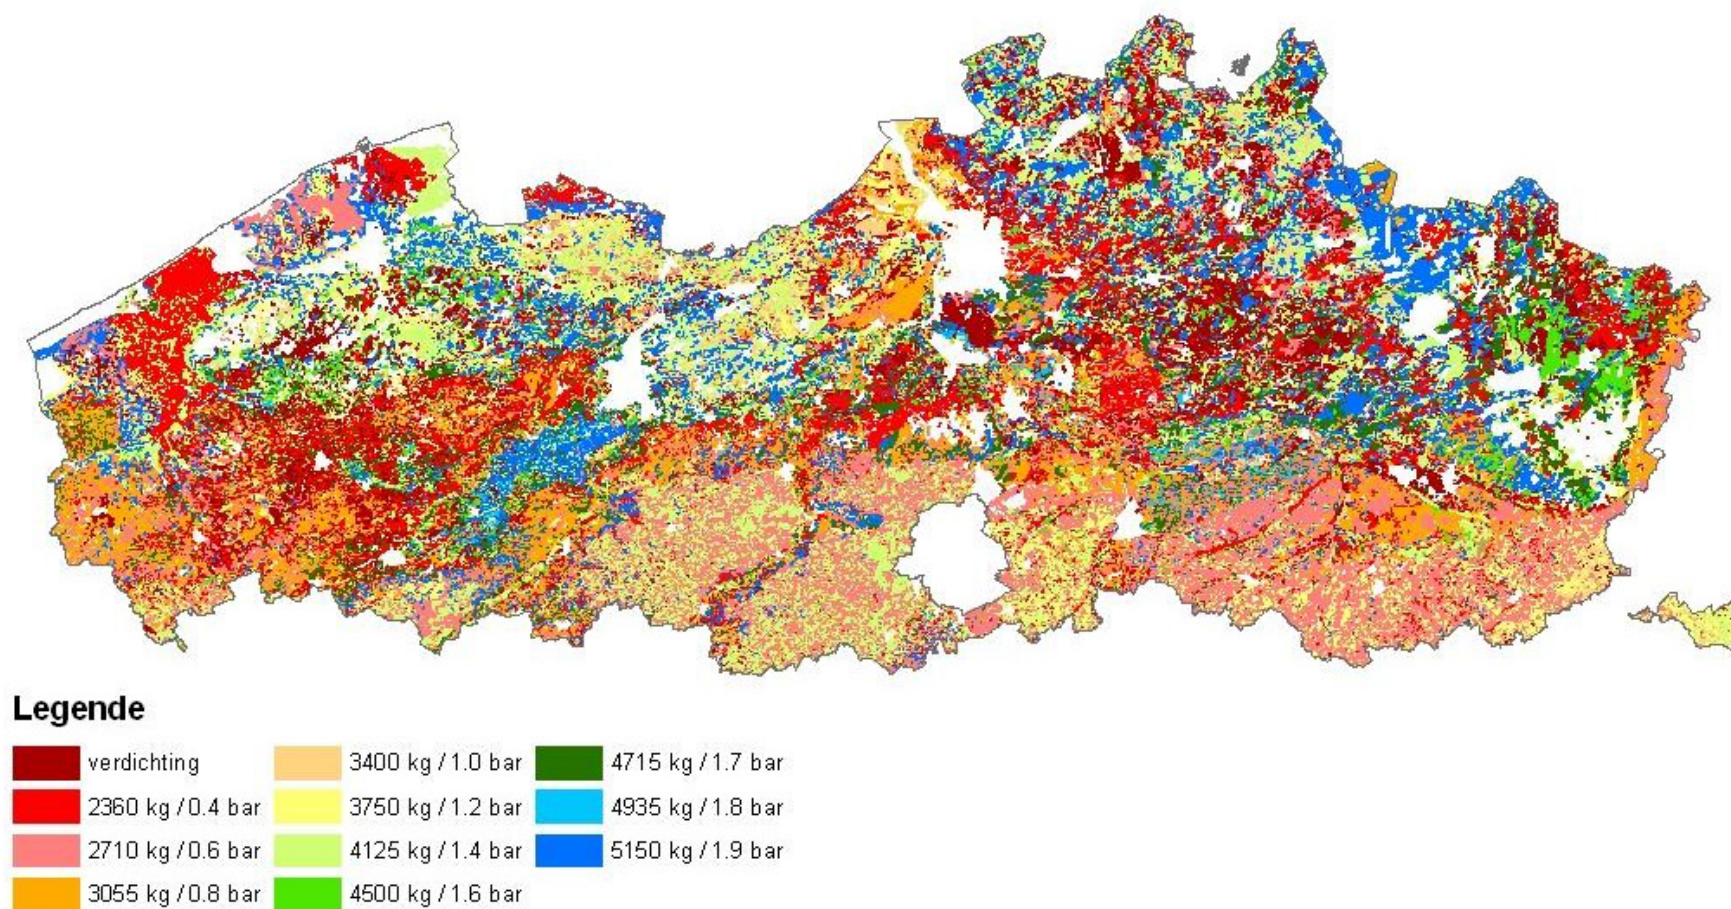 Legende
verdichting
2360 kg / 0.4 bar
2710 kg / 0.6 bar
3055 kg / 0.8 bar
3400 kg / 1.0 bar
3750 kg / 1.2 bar
4125 kg / 1.4 bar
4500 kg / 1.6 bar
4715 kg / 1.7 bar
4935 kg / 1.8 bar
5150 kg / 1.9 bar